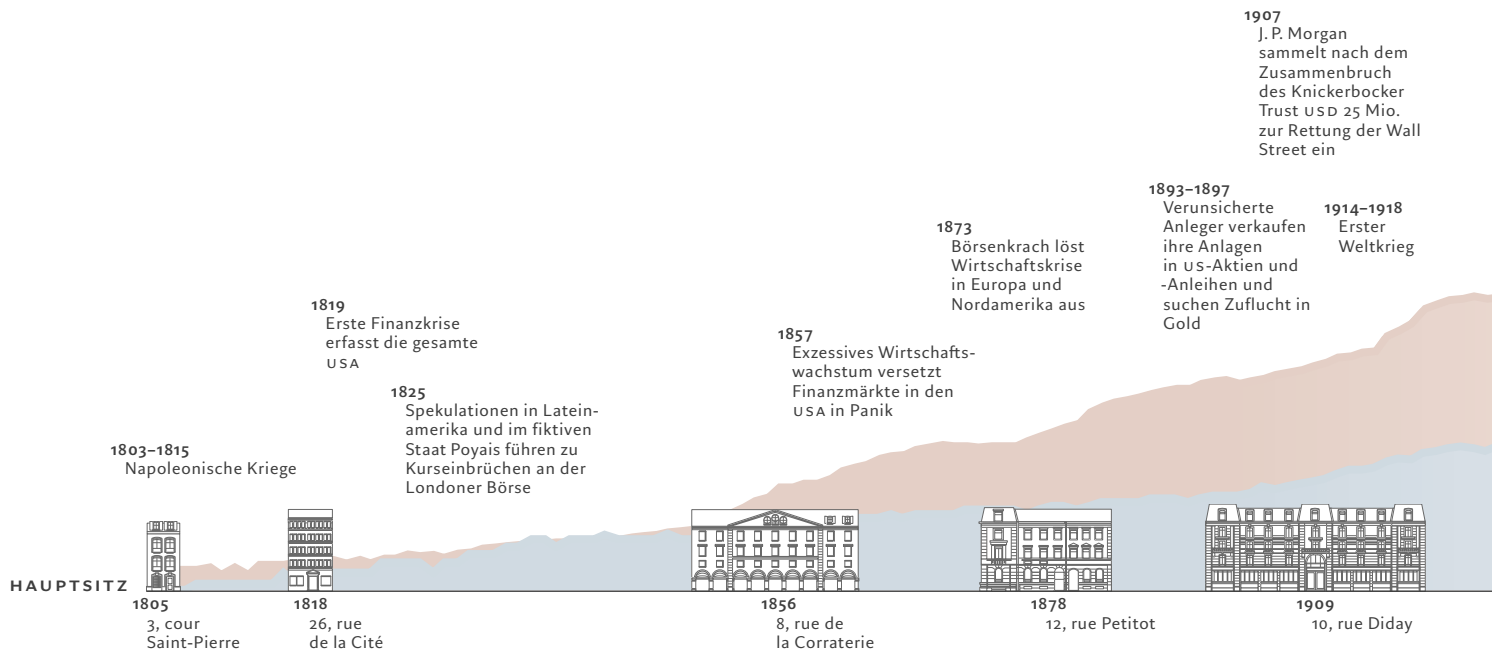 1907
J. P. Morgan
sammelt nach dem
Zusammenbruch
des Knickerbocker
Trust USD 25 Mio.
zur Rettung der Wall
Street ein
1893–1897
Verunsicherte
Anleger verkaufen
ihre Anlagen
in US-Aktien und
-Anleihen und
suchen Zuflucht in
Gold
1914–1918
Erster
Weltkrieg
1873
Börsenkrach löst
Wirtschaftskrise
in Europa und
Nordamerika aus
1819
Erste Finanzkrise
erfasst die gesamte
USA
1857
Exzessives Wirtschafts-
wachstum versetzt
Finanzmärkte in den
USA in Panik
1825
Spekulationen in Latein-
amerika und im fiktiven
Staat Poyais führen zu
Kurseinbrüchen an der
Londoner Börse
1803–1815
Napoleonische Kriege
HAUPTSITZ
1805
3, cour
Saint-Pierre
1818
26, rue
de la Cité
1856
8, rue de
la Corraterie
1878
12, rue Petitot
1909
10, rue Diday